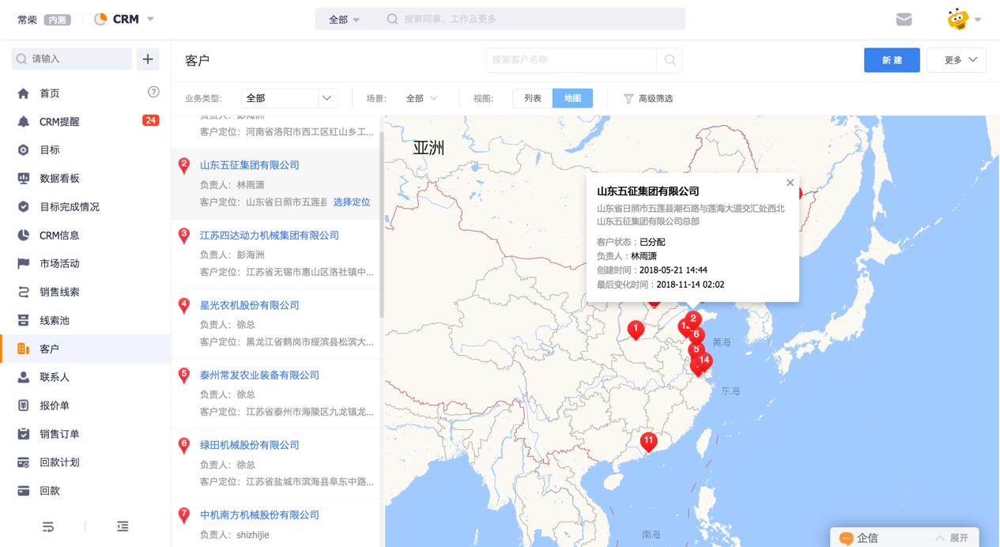 常柴 内测 CRM
全部 搜索同事、工作及更多
请输入
首页
CRM提醒 24
目标
数据看板
目标完成情况
CRM信息
市场活动
销售线索
线索池
客户
联系人
报价单
销售订单
回款计划
回款
客户
搜索客户名称
新建 更多
业务类型: 全部 场景: 全部 视图: 列表 地图 高级筛选
客户定位: 河南省洛阳市西工区红山乡工...
2 山东五征集团有限公司
负责人: 林雨潇
客户定位: 山东省日照市五莲县 选择定位
3 江苏四达动力机械集团有限公司
负责人: 彭海洲
客户定位: 江苏省无锡市惠山区洛社镇中...
4 星光农机股份有限公司
负责人: 徐总
客户定位: 黑龙江省鹤岗市绥滨县松滨大...
5 泰州常发农业装备有限公司
负责人: 徐总
客户定位: 江苏省泰州市海陵区九龙镇龙...
6 绿田机械股份有限公司
负责人: 徐总
客户定位: 江苏省盐城市滨海县阜东中路...
7 中机南方机械股份有限公司
负责人: shizhijie
亚洲
山东五征集团有限公司
山东省日照市五莲县潮石路与莲海大道交汇处西北
山东五征集团有限公司总部
客户状态：已分配
负责人：林雨潇
创建时间：2018-05-21 14:44
最后变化时间：2018-11-14 02:02
2
1
6
黄海
5
14
东海
11
南海
企信 展开